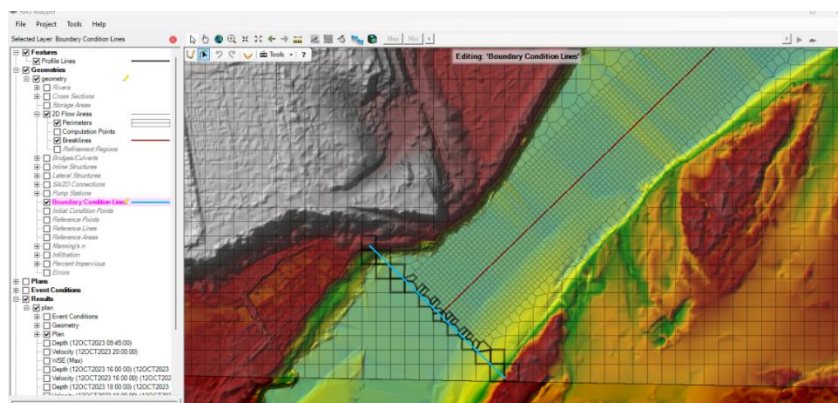 RAS Mapper
File Project Tools Help
Selected Layer: Boundary Condition Lines
Max Min
Tools ?
Editing: 'Boundary Condition Lines'
Features
Profile Lines
Geometries
geometry
Rivers
Cross Sections
Storage Areas
2D Flow Areas
Perimeters
Computation Points
Breaklines
Refinement Regions
Bridges/Culverts
Inline Structures
Lateral Structures
SA/2D Connections
Pump Stations
Boundary Condition Lines
Initial Condition Points
Reference Points
Reference Lines
Reference Areas
Manning's n
Infiltration
Percent Impervious
Errors
Plans
Event Conditions
Results
plan
Event Conditions
Geometry
Plan
Depth (12OCT2023 09:45:00)
Velocity (12OCT2023 20:00:00)
WSE (Max)
Depth (12OCT2023 16:00:00) (12OCT2023
Velocity (12OCT2023 16:00:00) (12OCT202
Depth (12OCT2023 18:00:00) (12OCT2023